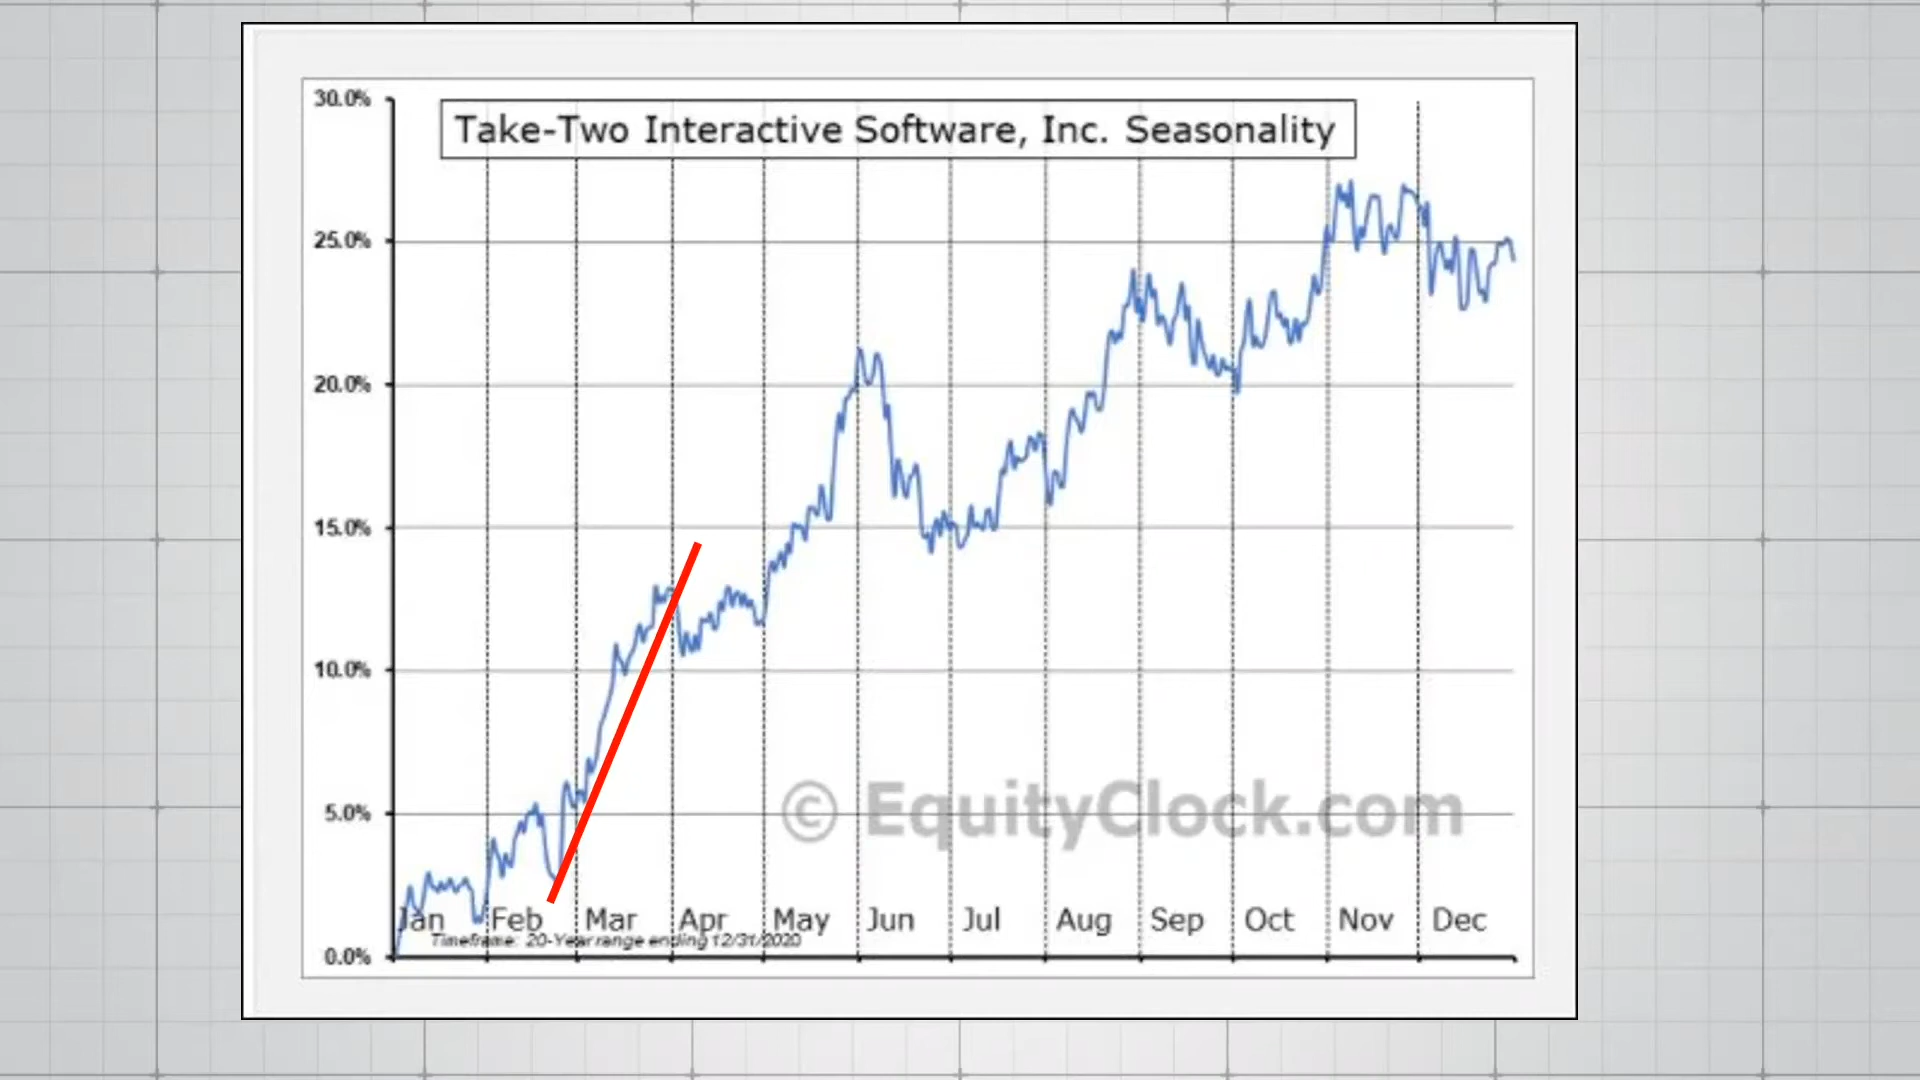 30.0%
Take-Two Interactive Software, Inc. Seasonality
25.0%
20.0%
15.0%
10.0%
5.0%
© EquityClock.com
Jan Feb Mar Apr May Jun Jul Aug Sep Oct Nov Dec
Timeframe: 20-Year range ending 12/31/2020
0.0%